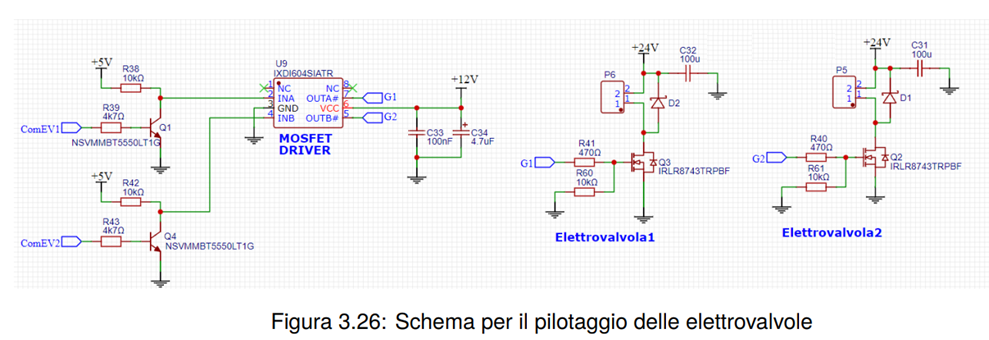 +5V
R38
10kΩ
R39
4k7Ω
ComEV1
Q1
NSVMMBT5550LT1G
+5V
R42
10kΩ
R43
4k7Ω
ComEV2
Q4
NSVMMBT5550LT1G
U9
IXDI604SIATR
1 NC NC 8
2 INA OUTA# 7
3 GND VCC 6
4 INB OUTB# 5
MOSFET
DRIVER
G1
G2
+12V
C33
100nF
C34
4.7uF
+24V
C32
100u
P6
2
1
D2
G1
R41
470Ω
R60
10kΩ
Q3
IRLR8743TRPBF
Elettrovalvola1
+24V
C31
100u
P5
2
1
D1
G2
R40
470Ω
R61
10kΩ
Q2
IRLR8743TRPBF
Elettrovalvola2
Figura 3.26: Schema per il pilotaggio delle elettrovalvole